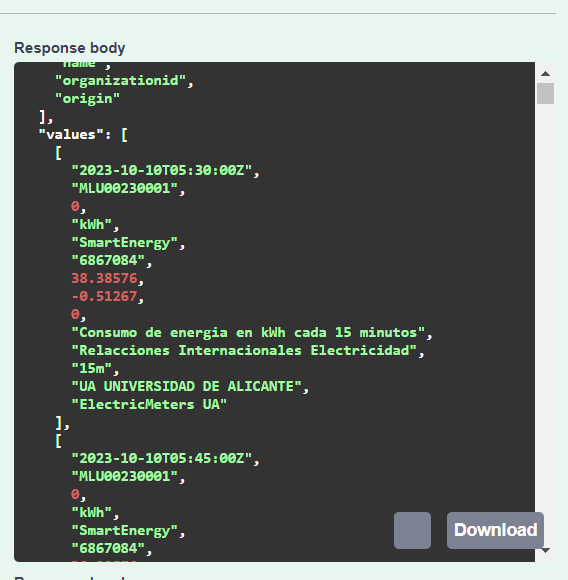 Response body
"name",
"organizationid",
"origin"
],
"values": [
[
"2023-10-10T05:30:00Z",
"MLU00230001",
0,
"kWh",
"SmartEnergy",
"6867084",
38.38576,
-0.51267,
0,
"Consumo de energia en kWh cada 15 minutos",
"Relacciones Internacionales Electricidad",
"15m",
"UA UNIVERSIDAD DE ALICANTE",
"ElectricMeters UA"
],
[
"2023-10-10T05:45:00Z",
"MLU00230001",
0,
"kWh",
"SmartEnergy",
"6867084",
Download